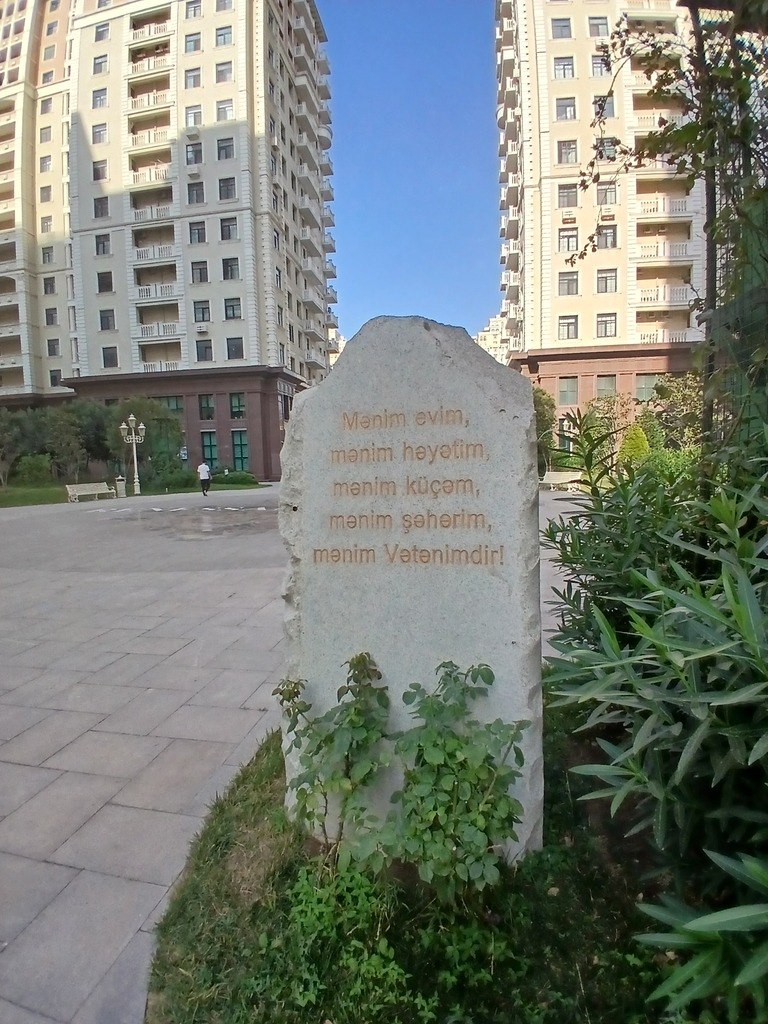 Mənim evim,
mənim həyətim,
mənim küçəm,
mənim şəhərim,
mənim Vətənimdir!